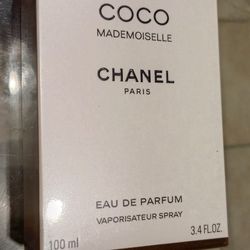 COCO
MADEMOISELLE
CHANEL
PARIS
EAU DE PARFUM
VAPORISATEUR SPRAY
100 ml 3.4 FL.OZ.